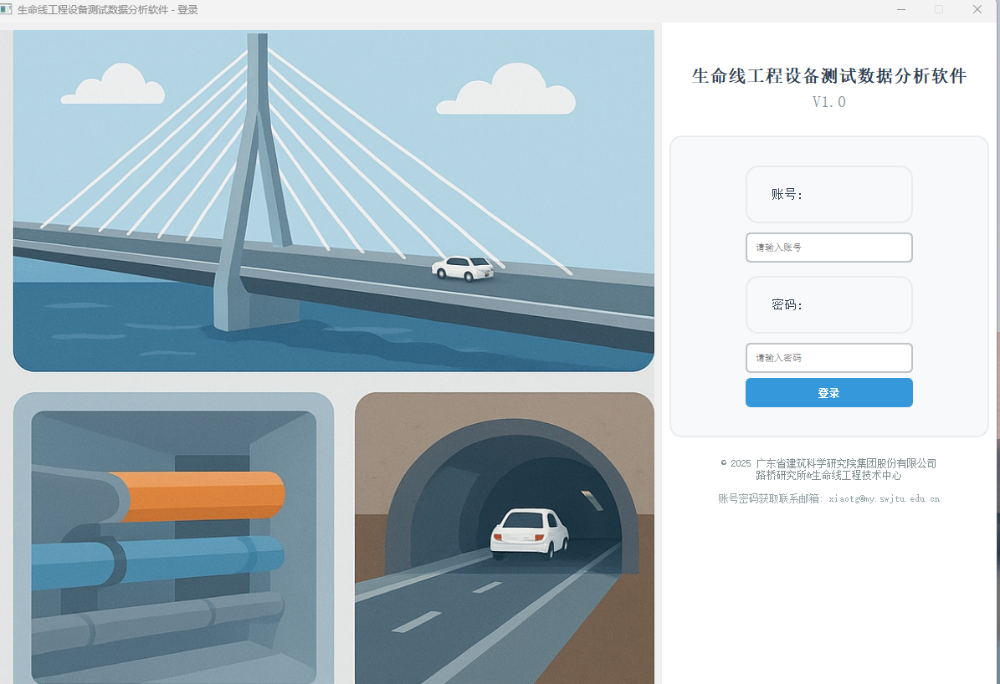 生命线工程设备测试数据分析软件 - 登录
生命线工程设备测试数据分析软件
V1.0
账号:
请输入账号
密码:
请输入密码
登录
© 2025 广东省建筑科学研究院集团股份有限公司
路桥研究所&生命线工程技术中心
账号密码获取联系邮箱: xiaotg@my.swjtu.edu.cn